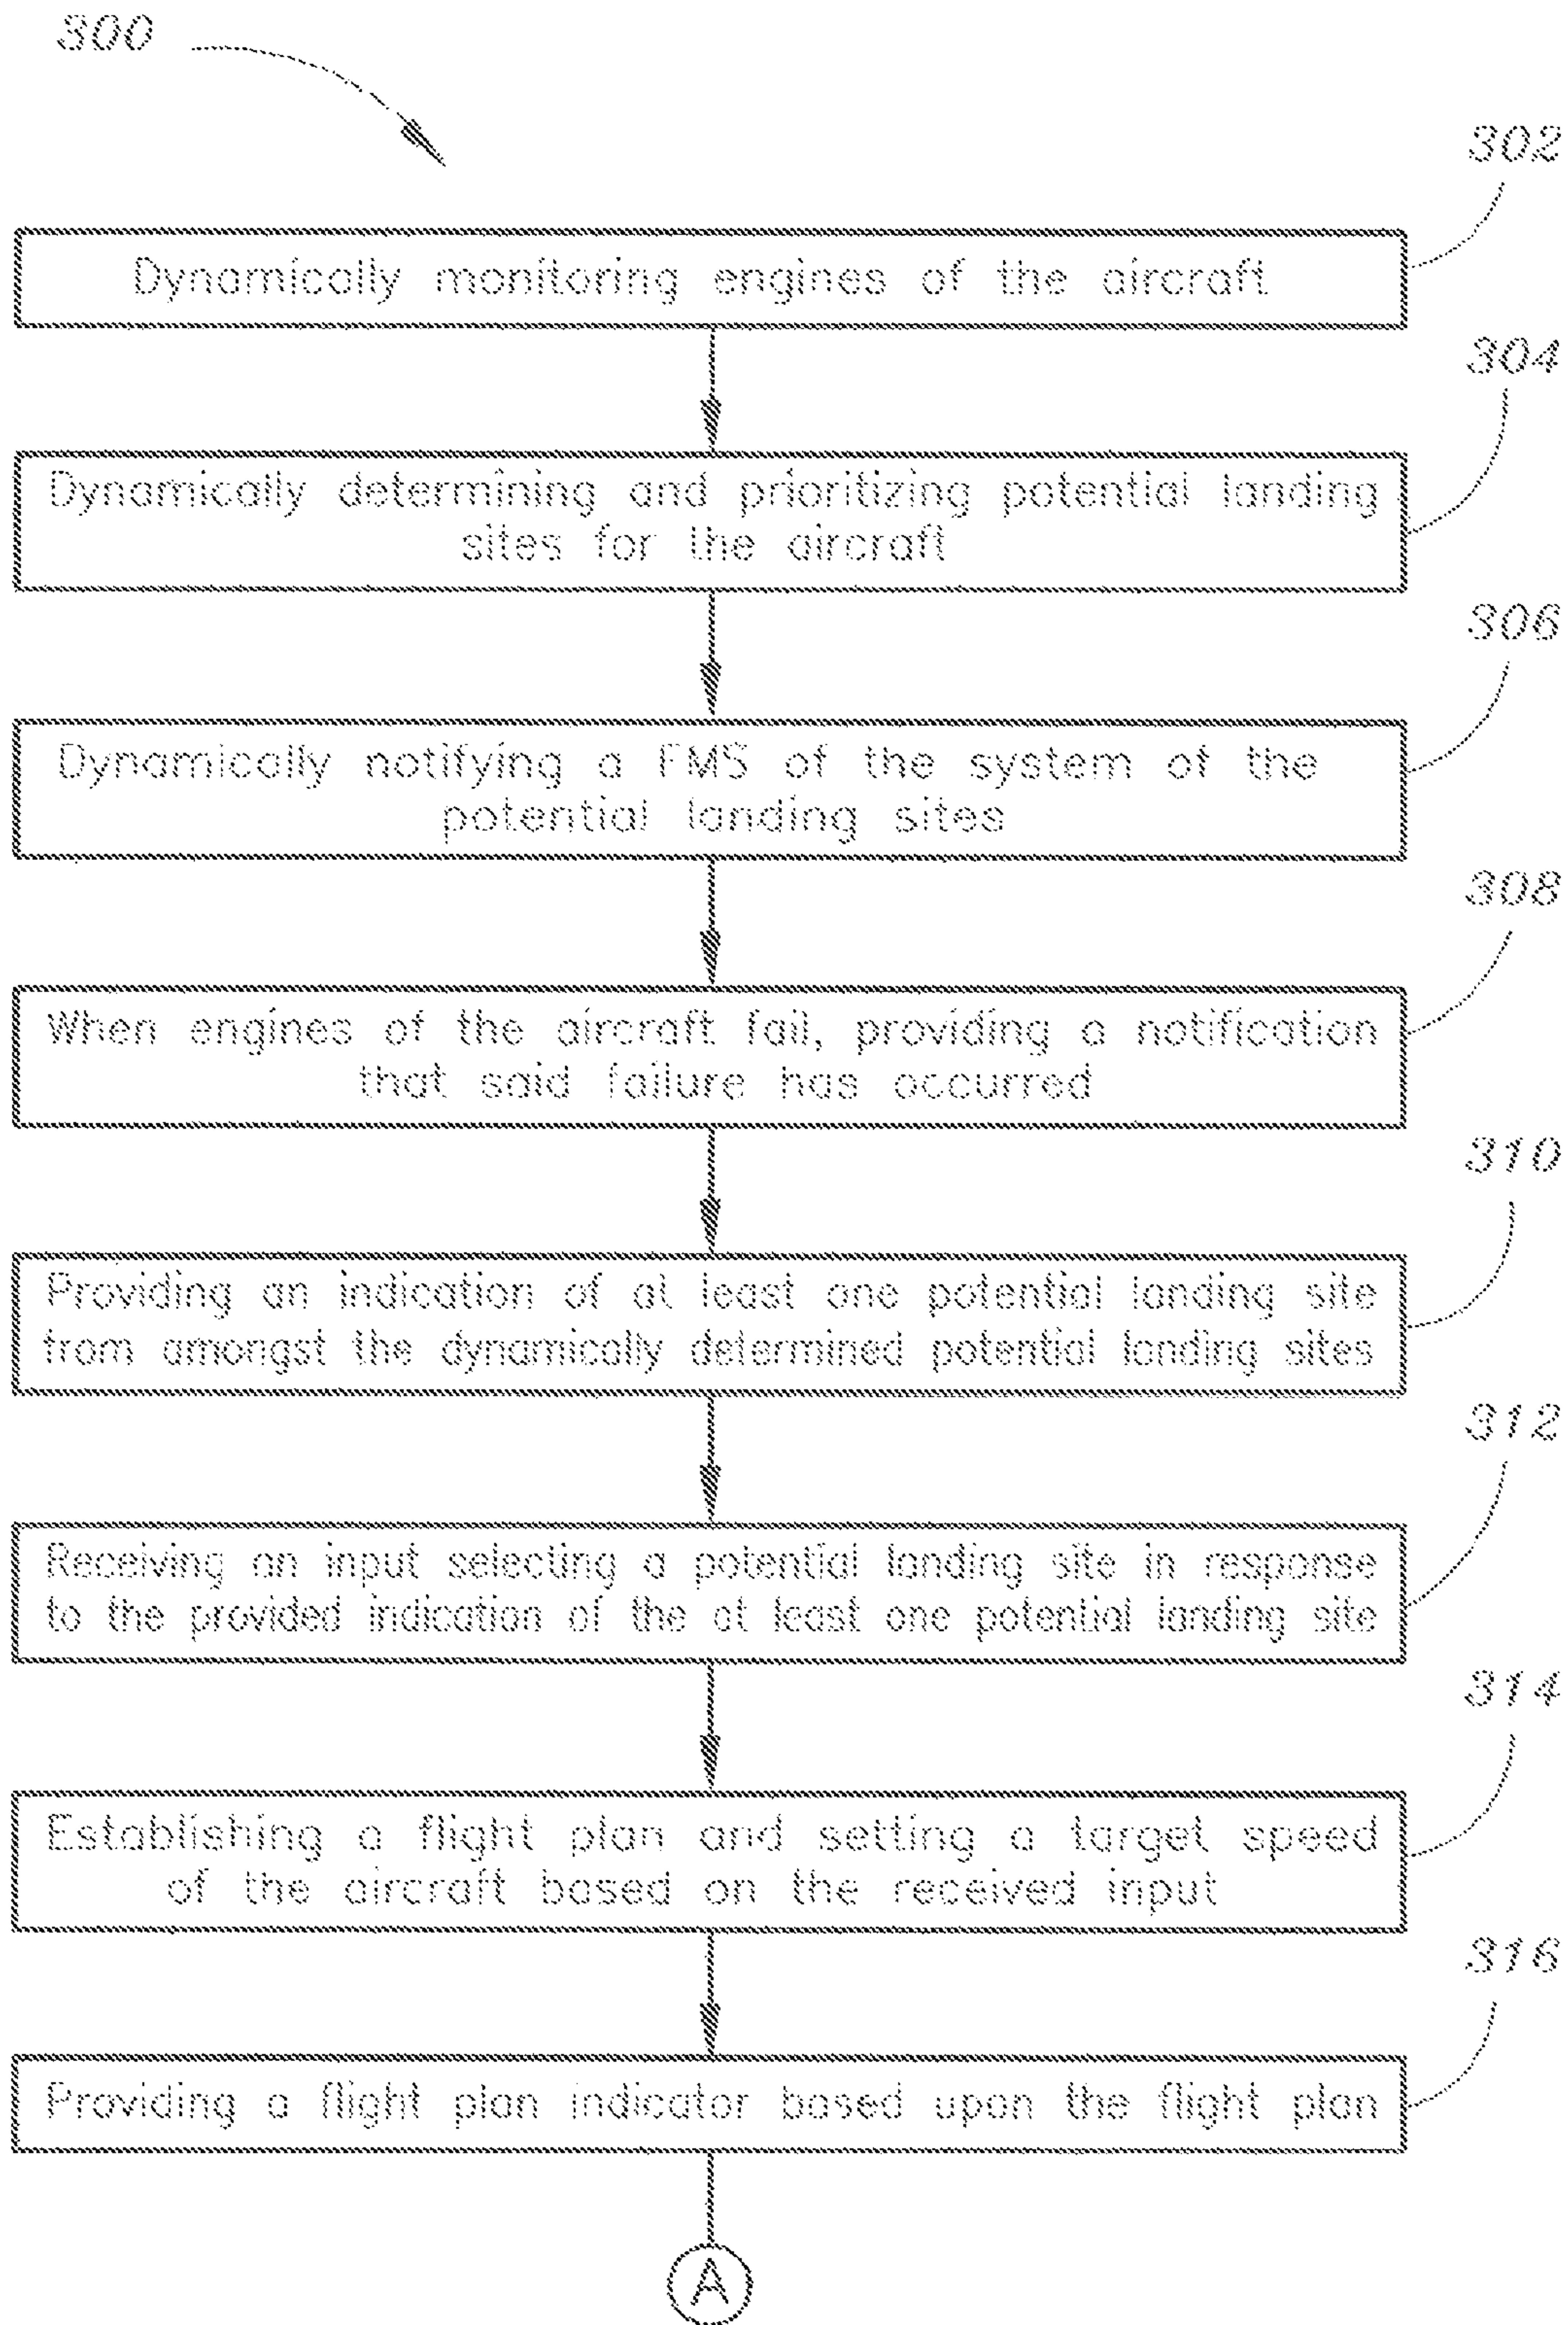 300
302
Dynamically monitoring engines of the aircraft
304
Dynamically determining and prioritizing potential landing
sites for the aircraft
306
Dynamically notifying a FMS of the system of the
potential landing sites
308
When engines of the aircraft fail, providing a notification
that said failure has occurred
310
Providing an indication of at least one potential landing site
from amongst the dynamically determined potential landing sites
312
Receiving an input selecting a potential landing site in response
to the provided indication of the at least one potential landing site
314
Establishing a flight plan and setting a target speed
of the aircraft based on the received input
316
Providing a flight plan indicator based upon the flight plan
A